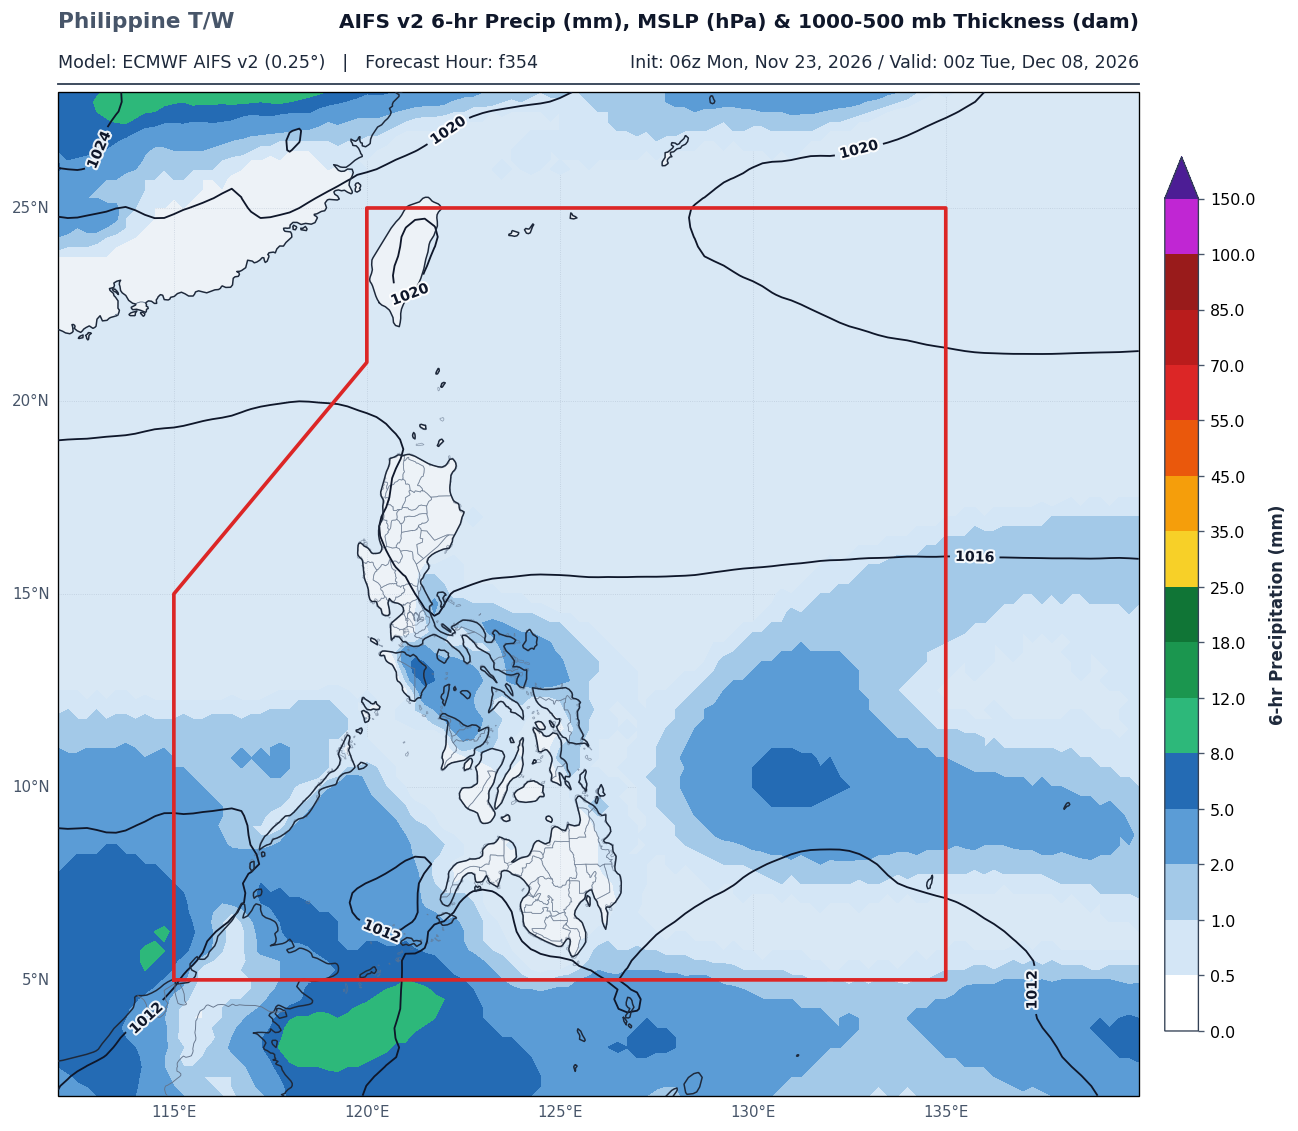 Philippine T/W
AIFS v2 6-hr Precip (mm), MSLP (hPa) & 1000-500 mb Thickness (dam)
Model: ECMWF AIFS v2 (0.25°) | Forecast Hour: f354
Init: 06z Mon, Nov 23, 2026 / Valid: 00z Tue, Dec 08, 2026
1024
1020
1020
1020
1016
1012
1012
1012
25°N
20°N
15°N
10°N
5°N
115°E
120°E
125°E
130°E
135°E
150.0
100.0
85.0
70.0
55.0
45.0
35.0
25.0
18.0
12.0
8.0
5.0
2.0
1.0
0.5
0.0
6-hr Precipitation (mm)